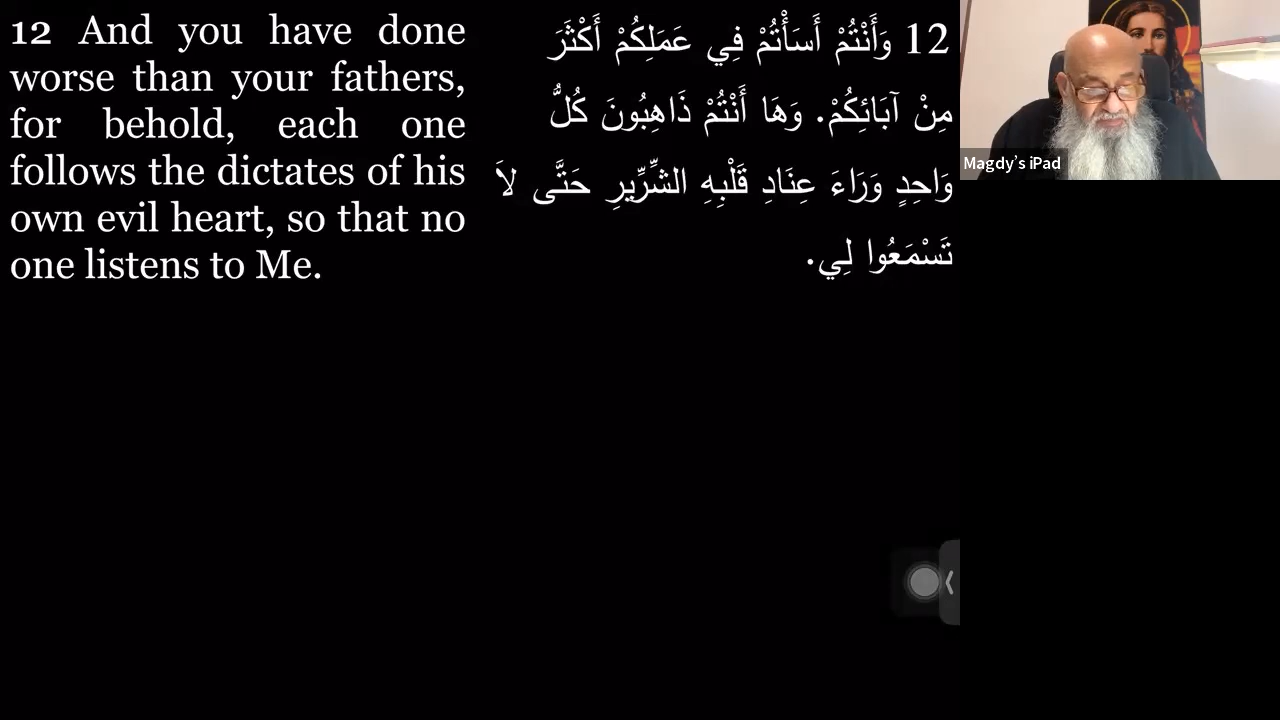 12 And you have done
worse than your fathers,
for behold, each one
follows the dictates of his
own evil heart, so that no
one listens to Me.
12 وَأَنْتُمْ أَسَأْتُمْ فِي عَمَلِكُمْ أَكْثَرَ
مِنْ آبَائِكُمْ. وَهَا أَنْتُمْ ذَاهِبُونَ كُلُّ
وَاحِدٍ وَرَاءَ عِنَادِ قَلْبِهِ الشِّرِّيرِ حَتَّى لاَ
تَسْمَعُوا لِي.
Magdy’s iPad